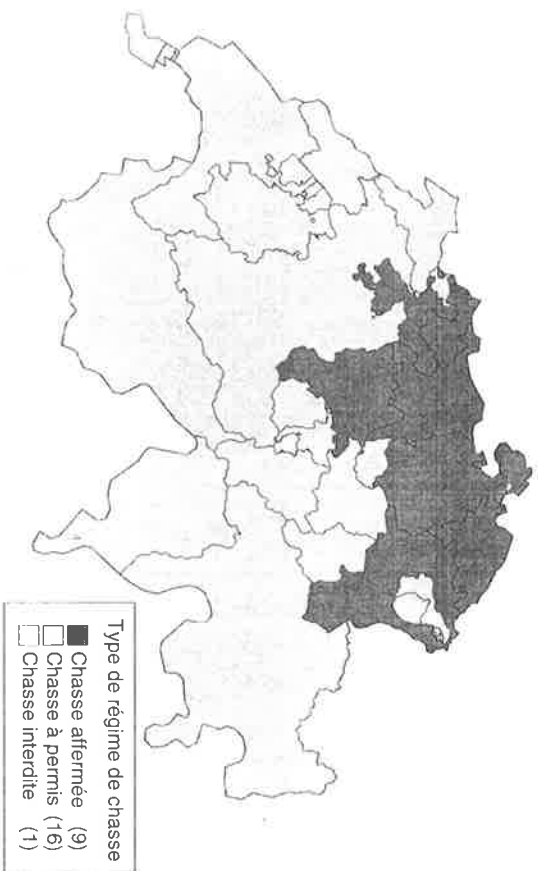 Type de régime de chasse
Chasse affermée (9)
Chasse à permis (16)
Chasse interdite (1)